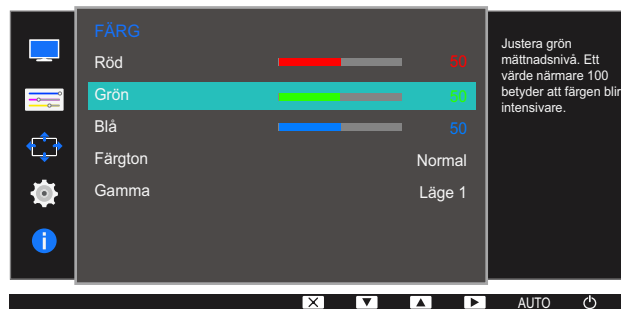 FÄRG
Röd 50
Grön 50
Blå 50
Färgton Normal
Gamma Läge 1
Justera grön
mättnadsnivå. Ett
värde närmare 100
betyder att färgen blir
intensivare.
AUTO